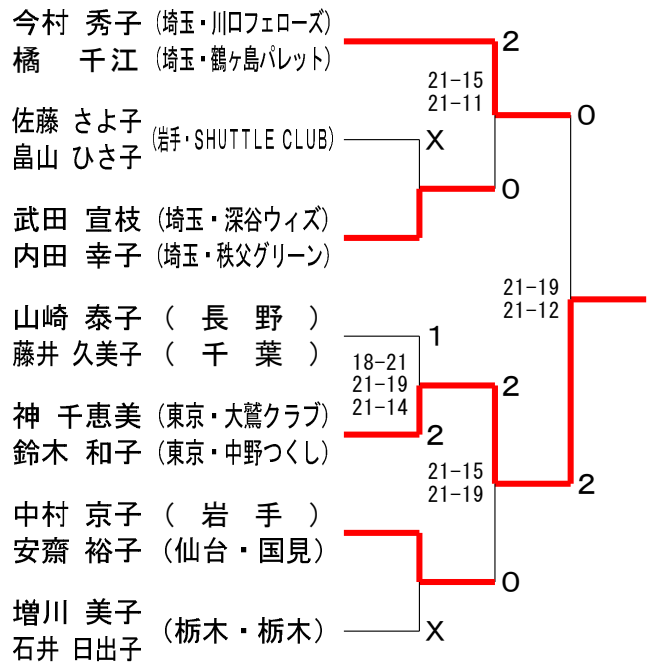 今村 秀子 (埼玉・川口フェローズ) 2
橘 千江 (埼玉・鶴ヶ島パレット)
21-15
21-11
0
佐藤 さよ子 (岩手・SHUTTLE CLUB) X
畠山 ひさ子
0
武田 宣枝 (埼玉・深谷ウィズ)
内田 幸子 (埼玉・秩父グリーン)
21-19
21-12
山崎 泰子 ( 長 野 ) 1
藤井 久美子 ( 千 葉 )
18-21
21-19
21-14
2
神 千恵美 (東京・大鷲クラブ) 2
鈴木 和子 (東京・中野つくし)
21-15
21-19
2
中村 京子 ( 岩 手 )
安齋 裕子 (仙台・国見)
0
増川 美子 (栃木・栃木) X
石井 日出子